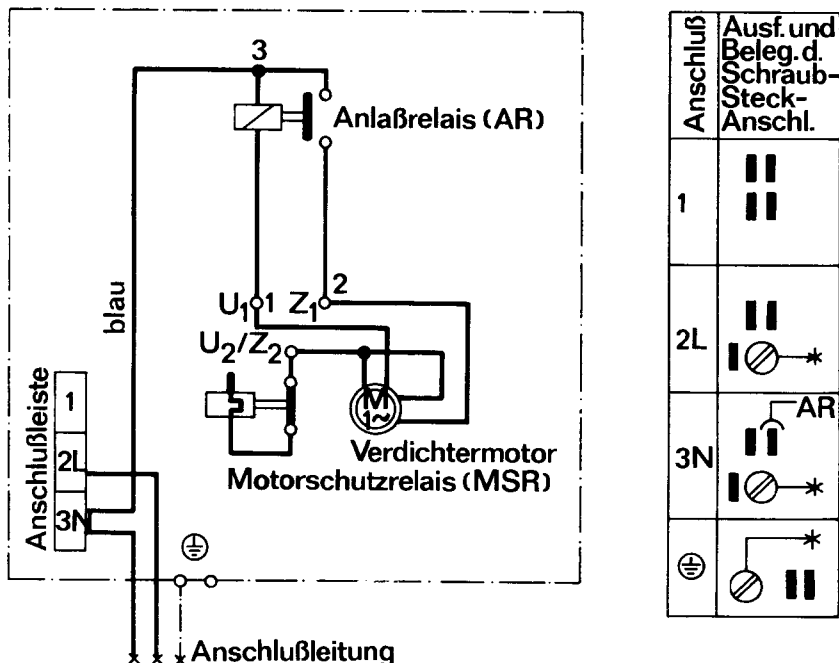 3
Anlaßrelais (AR)
blau
U1 1 Z1 2
U2/Z2
M
1~
Verdichtermotor
Motorschutzrelais (MSR)
Anschlußleiste
1
2L
3N
Anschlußleitung
Anschluß
Ausf. und
Beleg. d.
Schraub-
Steck-
Anschl.
1
2L
*
AR
3N
*
*